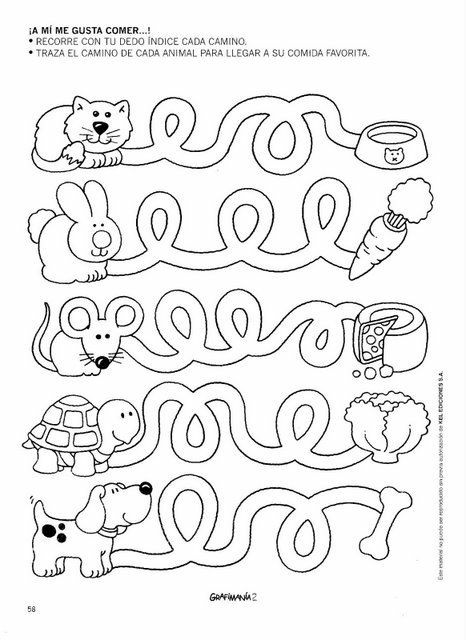 ¡A MÍ ME GUSTA COMER...!
• RECORRE CON TU DEDO ÍNDICE CADA CAMINO.
• TRAZA EL CAMINO DE CADA ANIMAL PARA LLEGAR A SU COMIDA FAVORITA.
Este material no puede ser reproducido sin previa autorización de KEL EDICIONES S.A.
GRAFIMANÍA 2
58